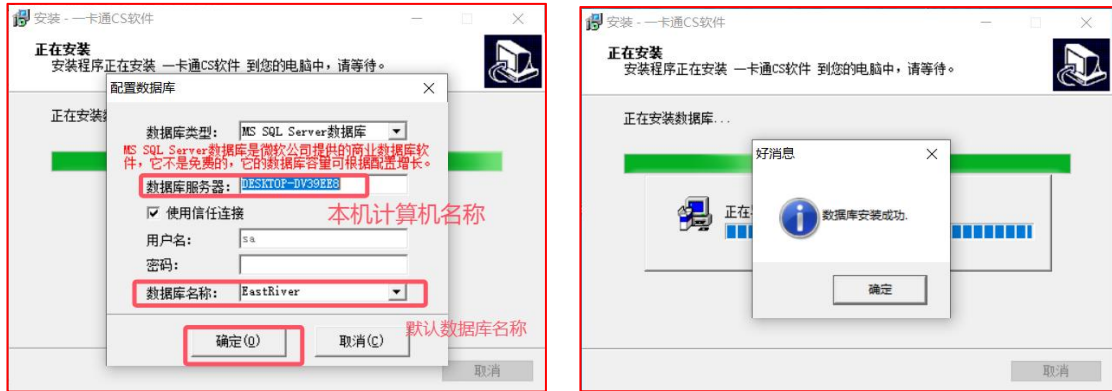 安装 - 一卡通CS软件
正在安装
安装程序正在安装 一卡通CS软件 到您的电脑中，请等待。
正在安装
配置数据库
数据库类型: MS SQL Server数据库
MS SQL Server数据库是微软公司提供的商业数据库软
件，它不是免费的，它的数据库容量可根据配置增长。
数据库服务器: DESKTOP-DV39EE8
使用信任连接
本机计算机名称
用户名: sa
密码:
数据库名称: EastRiver
默认数据库名称
确定(O) 取消(C)
取消
安装 - 一卡通CS软件
正在安装
安装程序正在安装 一卡通CS软件 到您的电脑中，请等待。
正在安装数据库...
好消息
正在
数据库安装成功.
确定
取消